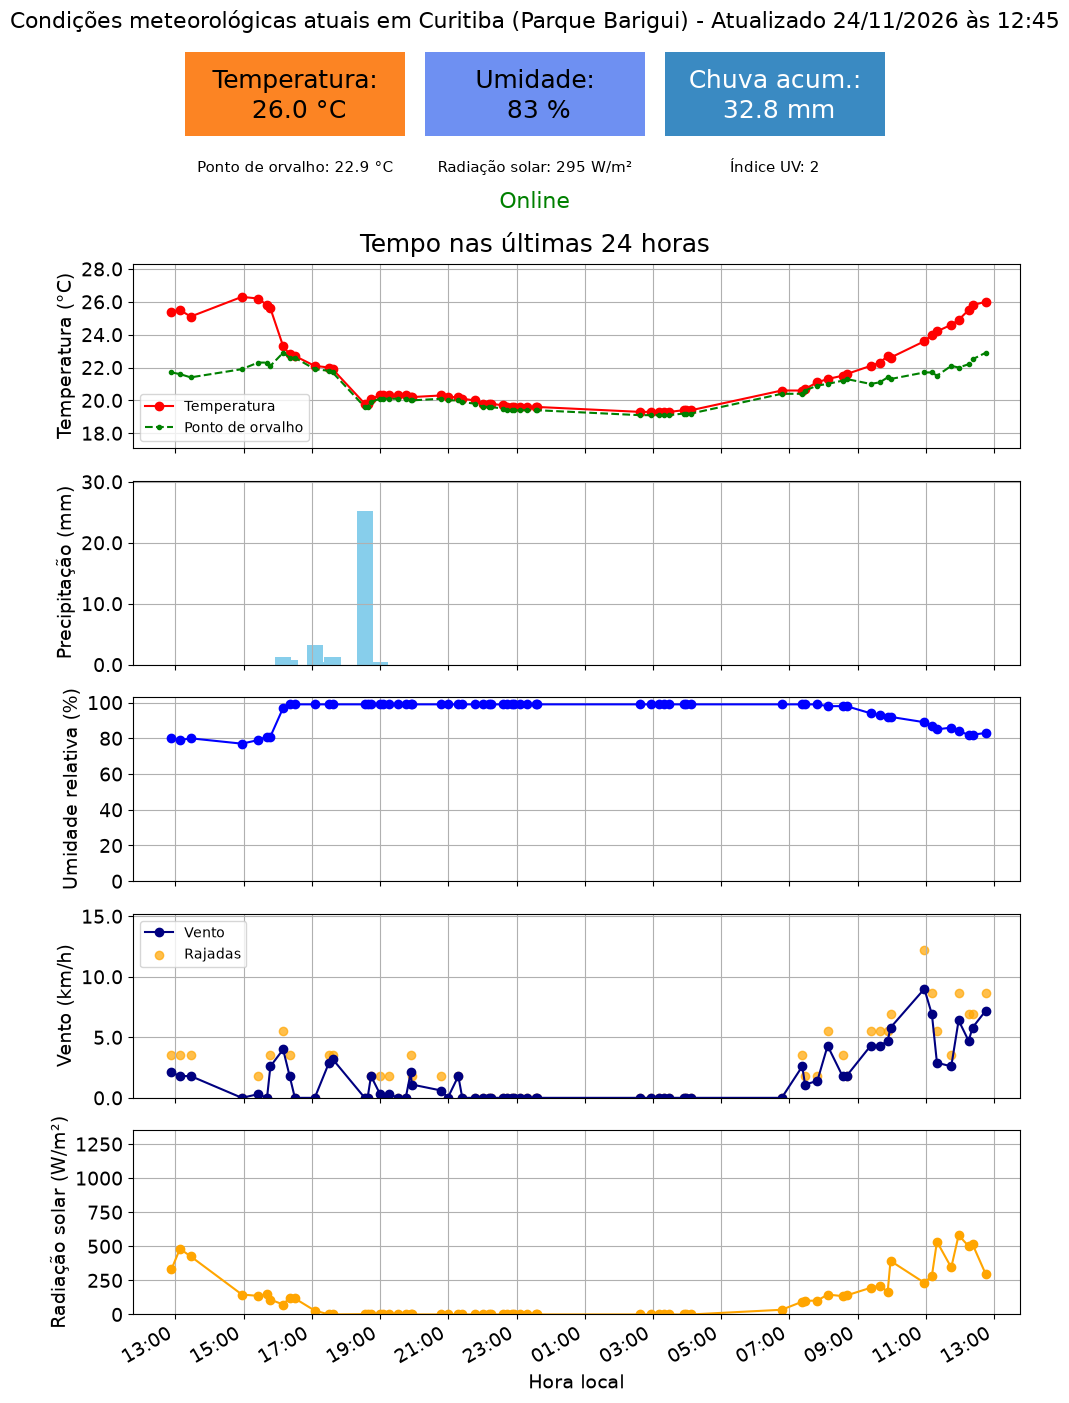 Condições meteorológicas atuais em Curitiba (Parque Barigui) - Atualizado 24/11/2026 às 12:45
Temperatura:
26.0 °C
Umidade:
83 %
Chuva acum.:
32.8 mm
Ponto de orvalho: 22.9 °C
Radiação solar: 295 W/m²
Índice UV: 2
Online
Tempo nas últimas 24 horas
Temperatura (°C)
28.0
26.0
24.0
22.0
20.0
18.0
Temperatura
Ponto de orvalho
Precipitação (mm)
30.0
20.0
10.0
0.0
Umidade relativa (%)
100
80
60
40
20
0
Vento (km/h)
15.0
10.0
5.0
0.0
Vento
Rajadas
Radiação solar (W/m²)
1250
1000
750
500
250
0
13:00
15:00
17:00
19:00
21:00
23:00
01:00
03:00
05:00
07:00
09:00
11:00
13:00
Hora local